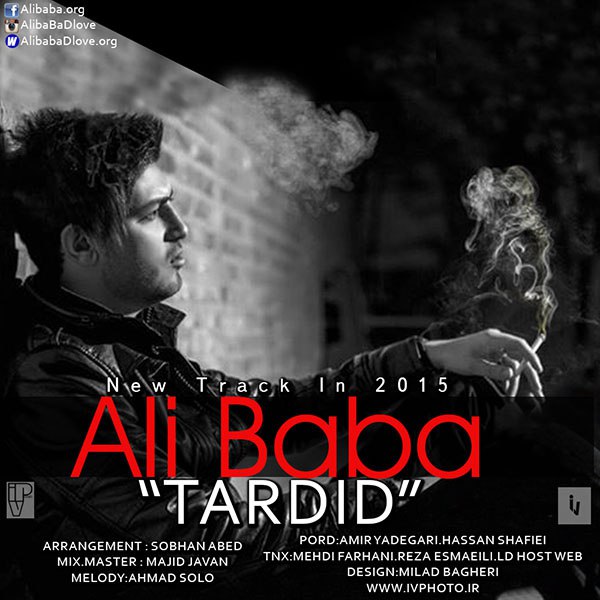 Alibaba.org
AlibaBaDlove
AlibabaDlove.org
New Track In 2015
Ali Baba
"TARDID"
ARRANGEMENT : SOBHAN ABED
MIX.MASTER : MAJID JAVAN
MELODY:AHMAD SOLO
PORD:AMIR YADEGARI.HASSAN SHAFIEI
TNX:MEHDI FARHANI.REZA ESMAEILI.LD HOST WEB
DESIGN:MILAD BAGHERI
WWW.IVPHOTO.IR